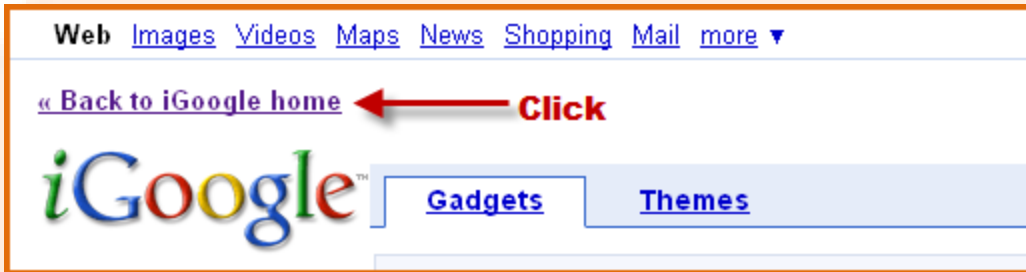 Web Images Videos Maps News Shopping Mail more ▼
« Back to iGoogle home Click
iGoogle™
Gadgets Themes